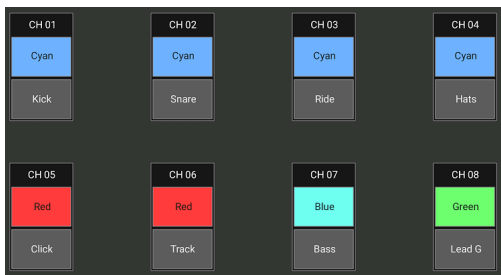 CH 01 CH 02 CH 03 CH 04
Cyan Cyan Cyan Cyan
Kick Snare Ride Hats
CH 05 CH 06 CH 07 CH 08
Red Red Blue Green
Click Track Bass Lead G